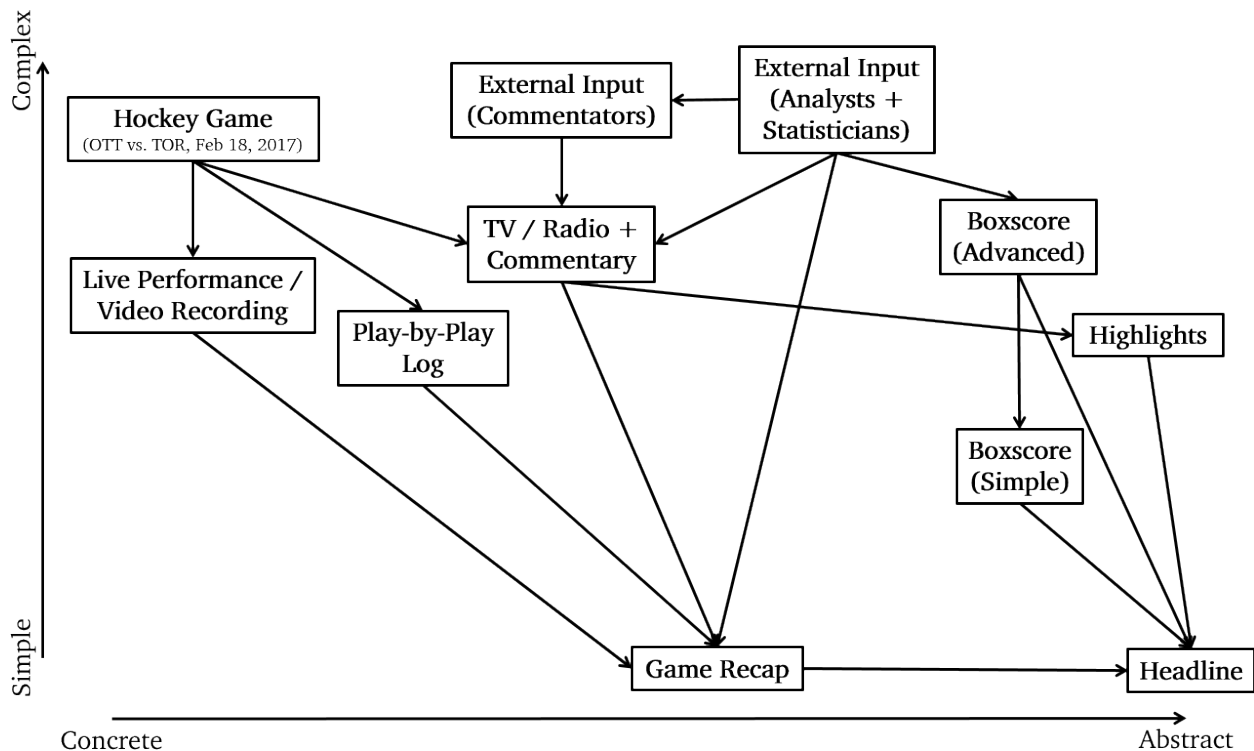 Complex
External Input
(Analysts +
Statisticians)
External Input
(Commentators)
Hockey Game
(OTT vs. TOR, Feb 18, 2017)
TV / Radio +
Commentary
Boxscore
(Advanced)
Live Performance /
Video Recording
Play-by-Play
Log
Highlights
Boxscore
(Simple)
Simple
Game Recap
Headline
Concrete
Abstract